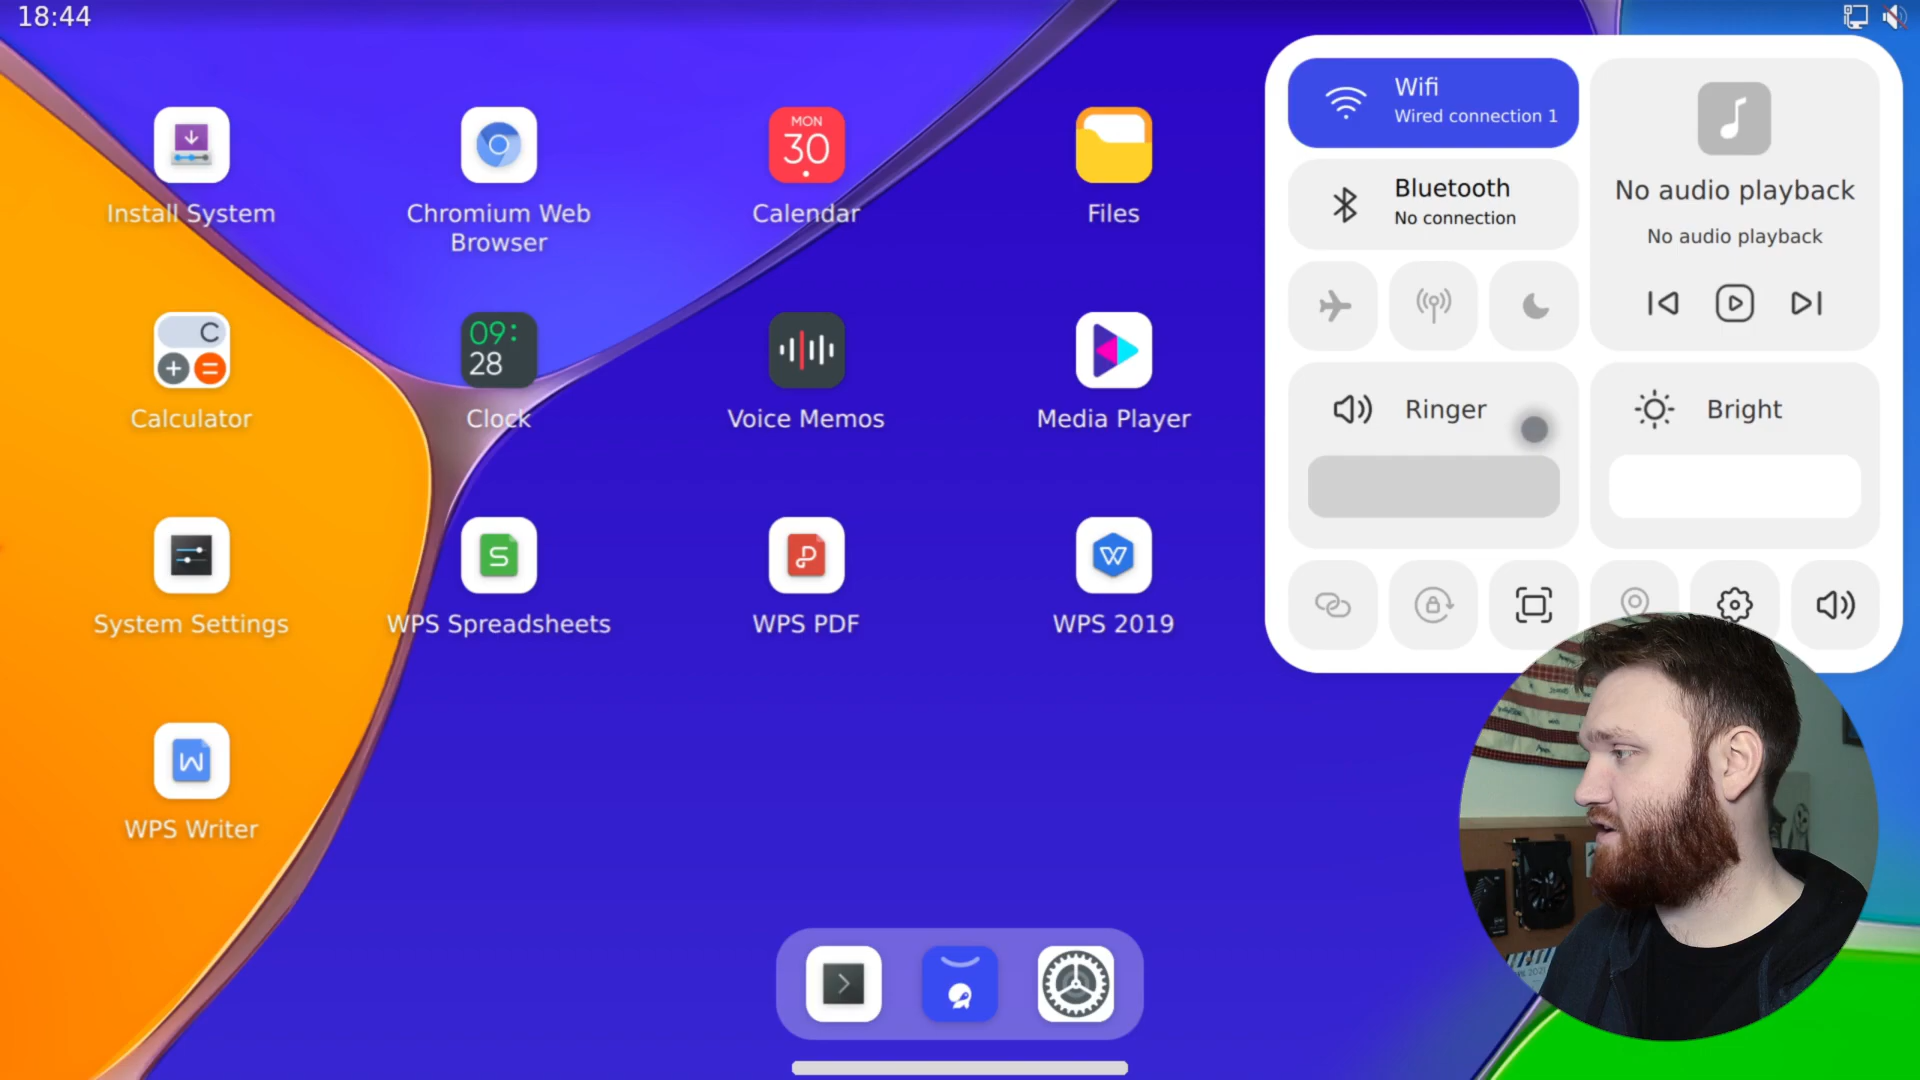 18:44
Install System
Chromium Web
Browser
MON
30
Calendar
Files
C
Calculator
09:
28
Clock
Voice Memos
Media Player
System Settings
S
WPS Spreadsheets
P
WPS PDF
W
WPS 2019
W
WPS Writer
Wifi
Wired connection 1
Bluetooth
No connection
No audio playback
No audio playback
Ringer
Bright